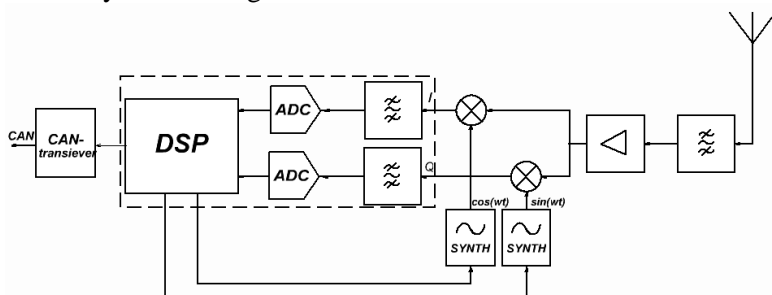 CAN
CAN-
transiever
DSP
ADC
ADC
I
Q
cos(wt)
sin(wt)
SYNTH
SYNTH